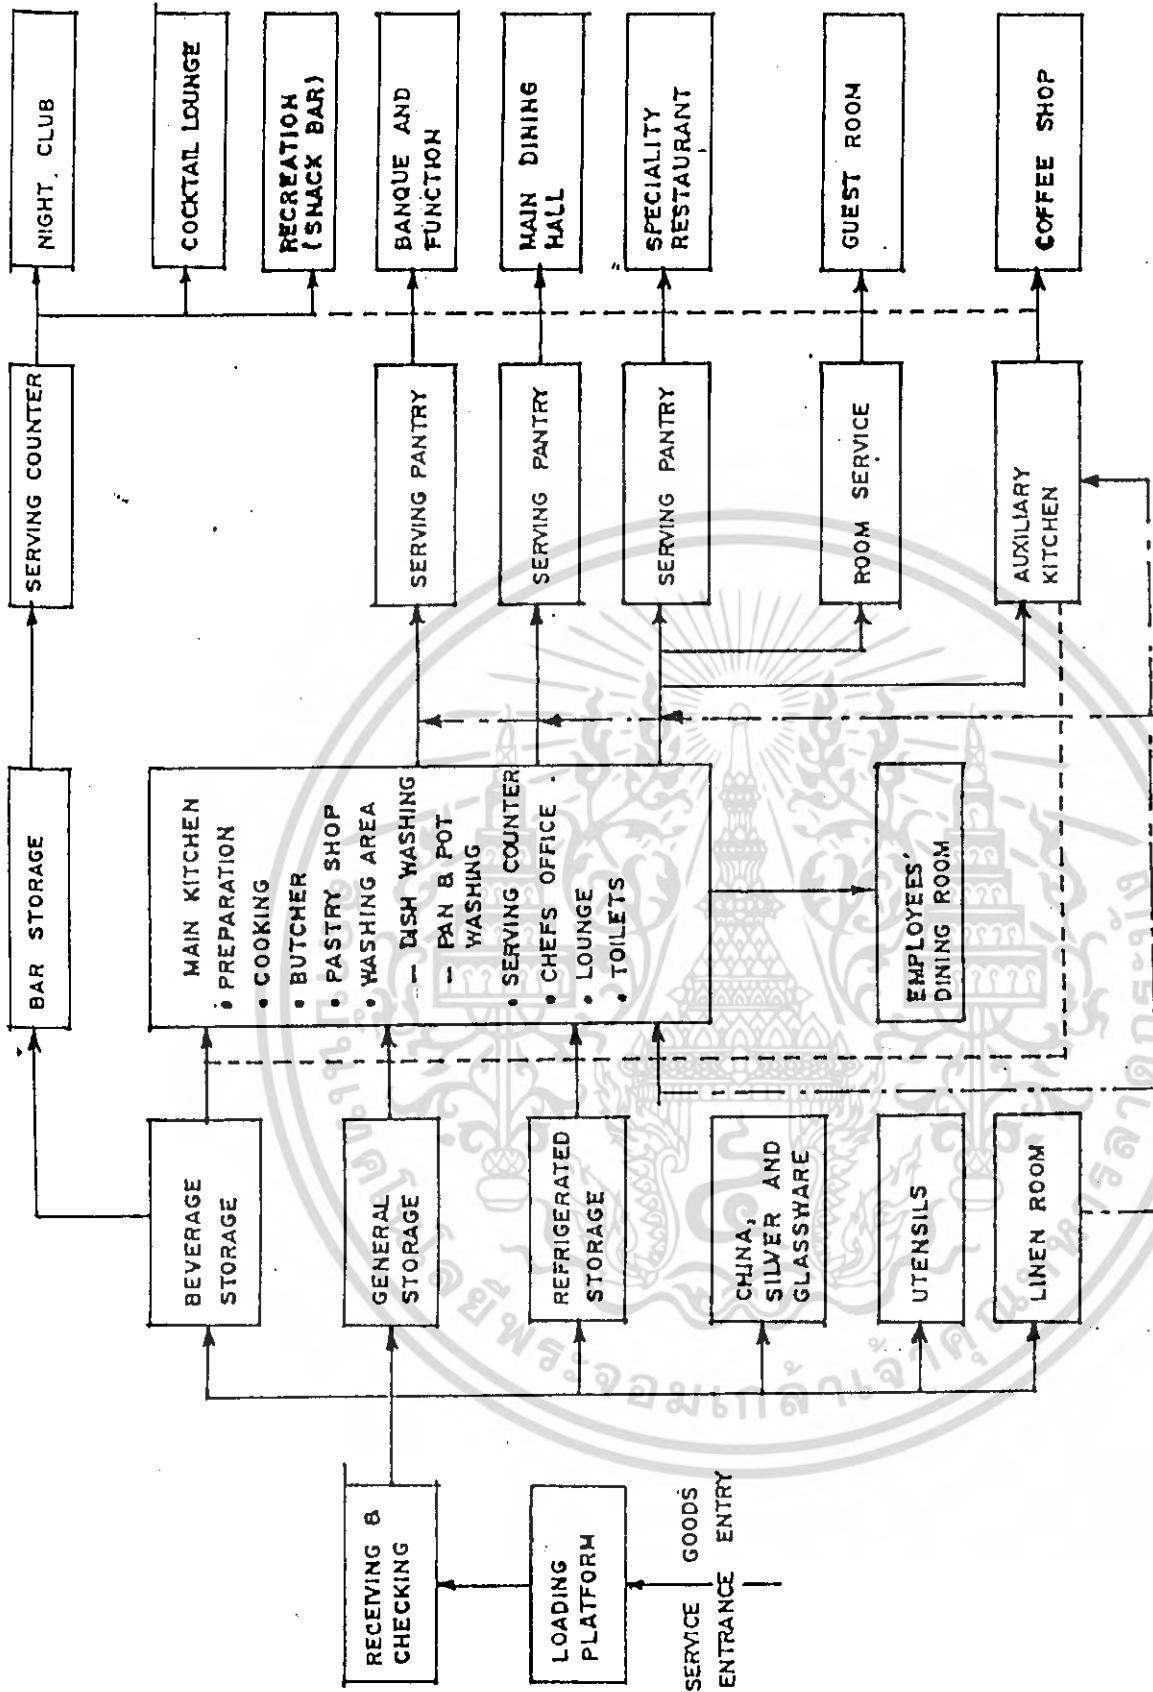 SERVICE GOODS
ENTRANCE ENTRY
LOADING
PLATFORM
RECEIVING &
CHECKING
BEVERAGE
STORAGE
GENERAL
STORAGE
REFRIGERATED
STORAGE
CHINA,
SILVER AND
GLASSWARE
UTENSILS
LINEN ROOM
BAR STORAGE
MAIN KITCHEN
• PREPARATION
• COOKING
• BUTCHER
• PASTRY SHOP
• WASHING AREA
— DISH WASHING
— PAN & POT
WASHING
• SERVING COUNTER
• CHEFS OFFICE .
• LOUNGE
• TOILETS
EMPLOYEES'
DINING ROOM
SERVING COUNTER
SERVING PANTRY
SERVING PANTRY
SERVING PANTRY
ROOM SERVICE
AUXILIARY
KITCHEN
NIGHT CLUB
COCKTAIL LOUNGE
RECREATION
(SNACK BAR)
BANQUE AND
FUNCTION
MAIN DINING
HALL
SPECIALITY
RESTAURANT
GUEST ROOM
COFFEE SHOP